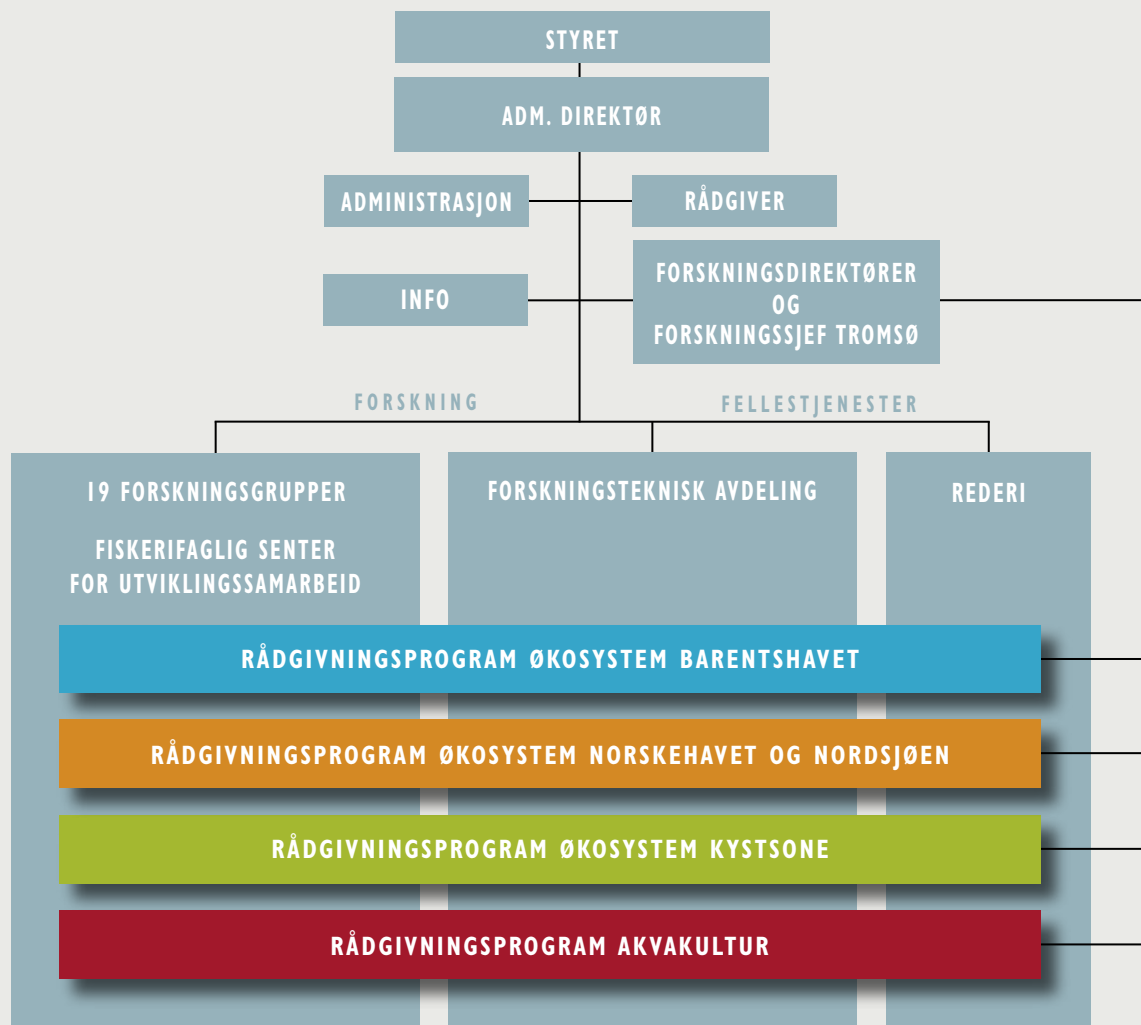 STYRET
ADM. DIREKTØR
ADMINISTRASJON
RÅDGIVER
INFO
FORSKNINGSDIREKTØRER
OG
FORSKNINGSSJEF TROMSØ
FORSKNING
FELLESTJENESTER
19 FORSKNINGSGRUPPER
FISKERIFAGLIG SENTER
FOR UTVIKLINGSSAMARBEID
FORSKNINGSTEKNISK AVDELING
REDERI
RÅDGIVNINGSPROGRAM ØKOSYSTEM BARENTSHAVET
RÅDGIVNINGSPROGRAM ØKOSYSTEM NORSKEHAVET OG NORDSJØEN
RÅDGIVNINGSPROGRAM ØKOSYSTEM KYSTSONE
RÅDGIVNINGSPROGRAM AKVAKULTUR